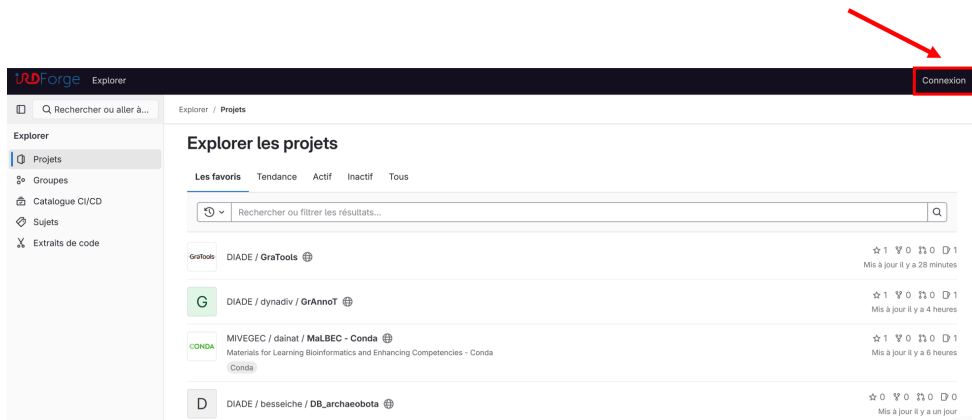 iRDForge Explorer Connexion
Rechercher ou aller à... Explorer / Projets
Explorer
Projets
Groupes
Catalogue CI/CD
Sujets
Extraits de code
Explorer les projets
Les favoris Tendance Actif Inactif Tous
Rechercher ou filtrer les résultats...
GraTools DIADE / GraTools 1 0 0 1
Mis à jour il y a 28 minutes
G DIADE / dynadiv / GrAnnoT 1 0 0 1
Mis à jour il y a 4 heures
CONDA MIVEGEC / dainat / MaLBEC - Conda 1 0 0 1
Materials for Learning Bioinformatics and Enhancing Competencies - Conda Mis à jour il y a 6 heures
Conda
D DIADE / besseiche / DB_archaeobota 0 0 0 0
Mis à jour il y a un jour